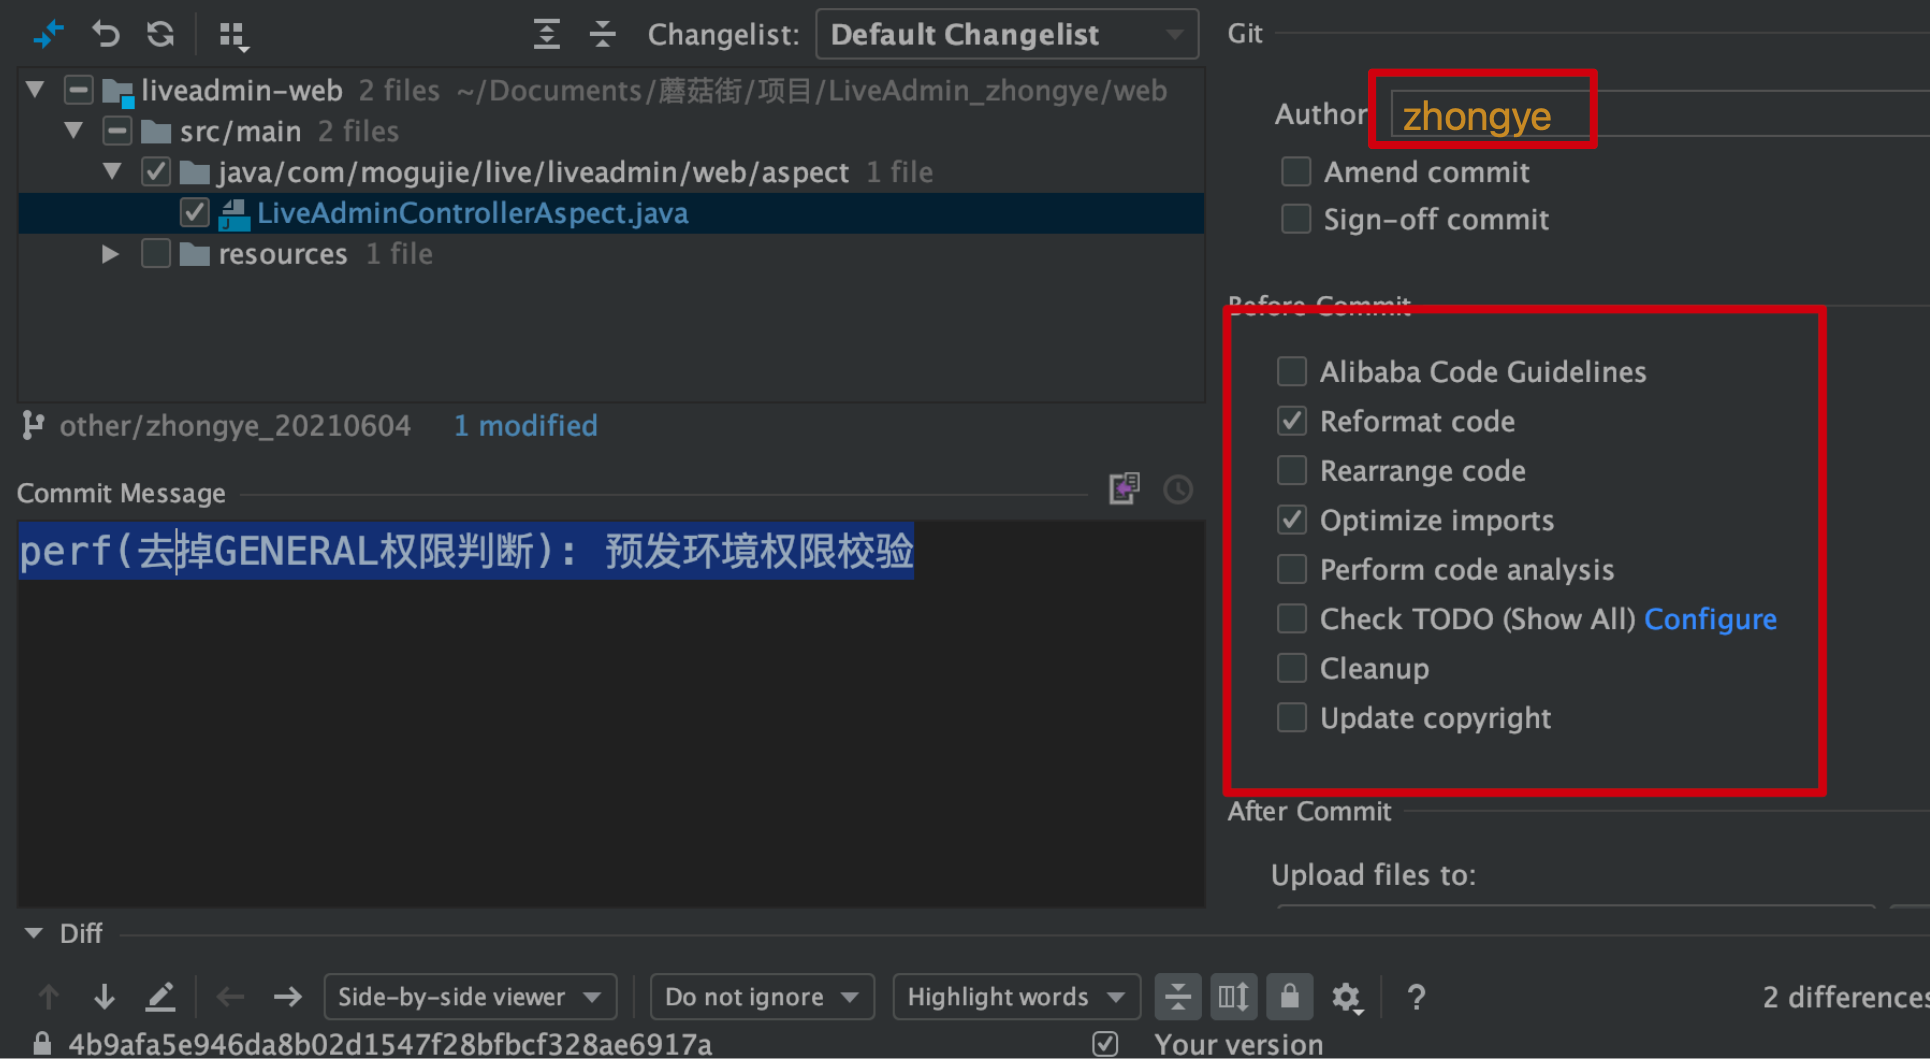 Changelist: Default Changelist
liveadmin-web 2 files ~/Documents/蘑菇街/项目/LiveAdmin_zhongye/web
src/main 2 files
java/com/mogujie/live/liveadmin/web/aspect 1 file
LiveAdminControllerAspect.java
resources 1 file
other/zhongye_20210604 1 modified
Commit Message
perf(去掉GENERAL权限判断): 预发环境权限校验
Git
Author zhongye
Amend commit
Sign-off commit
Before Commit
Alibaba Code Guidelines
Reformat code
Rearrange code
Optimize imports
Perform code analysis
Check TODO (Show All) Configure
Cleanup
Update copyright
After Commit
Upload files to:
Diff
Side-by-side viewer Do not ignore Highlight words ? 2 differences
4b9afa5e946da8b02d1547f28bfbcf328ae6917a Your version